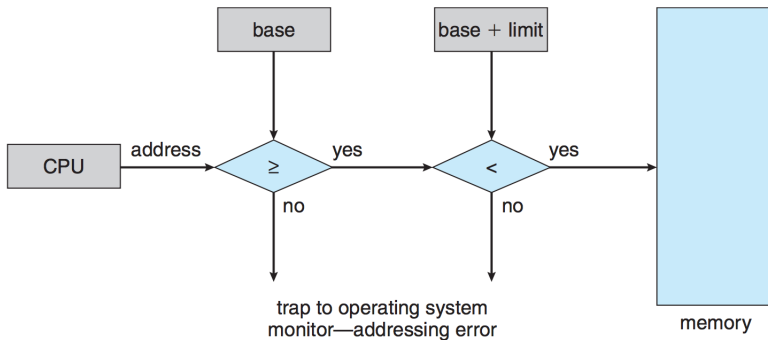 base
base + limit
CPU
address
≥
yes
<
yes
no
no
trap to operating system
monitor—addressing error
memory